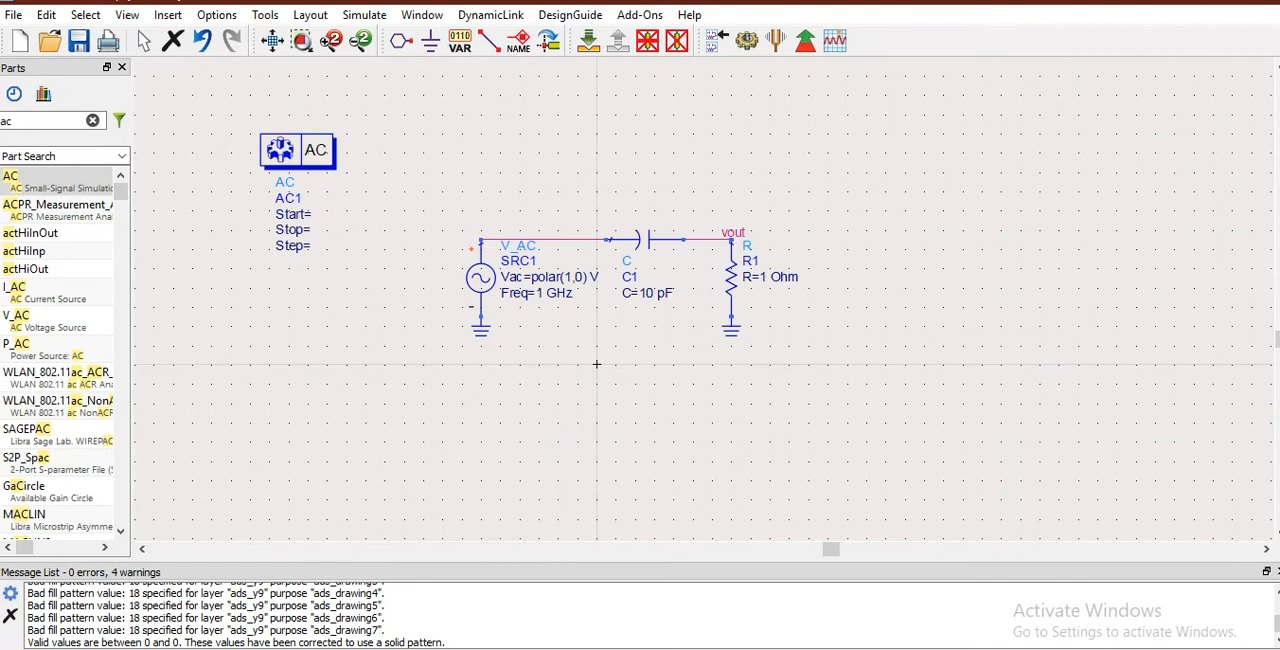 File Edit Select View Insert Options Tools Layout Simulate Window DynamicLink DesignGuide Add-Ons Help
0110
VAR
NAME
Parts
ac
Part Search
AC
AC Small-Signal Simulatic
ACPR_Measurement_A
ACPR Measurement Ana
actHiInOut
actHiInp
actHiOut
I_AC
AC Current Source
V_AC
AC Voltage Source
P_AC
Power Source: AC
WLAN_802.11ac_ACR_
WLAN 802.11 ac ACR An
WLAN_802.11ac_NonA
WLAN 802.11 ac NonACR
SAGEPAC
Libra Sage Lab. WIREPAC
S2P_Spac
2-Port S-parameter File (S
GaCircle
Available Gain Circle
MACLIN
Libra Microstrip Asymme
AC
AC
AC1
Start=
Stop=
Step=
V_AC
SRC1
Vac=polar(1,0) V
Freq=1 GHz
C
C1
C=10 pF
vout
R
R1
R=1 Ohm
Message List - 0 errors, 4 warnings
Bad fill pattern value: 18 specified for layer "ads_y9" purpose "ads_drawing4".
Bad fill pattern value: 18 specified for layer "ads_y9" purpose "ads_drawing5".
Bad fill pattern value: 18 specified for layer "ads_y9" purpose "ads_drawing6".
Bad fill pattern value: 18 specified for layer "ads_y9" purpose "ads_drawing7".
Valid values are between 0 and 0. These values have been corrected to use a solid pattern.
Activate Windows
Go to Settings to activate Windows.